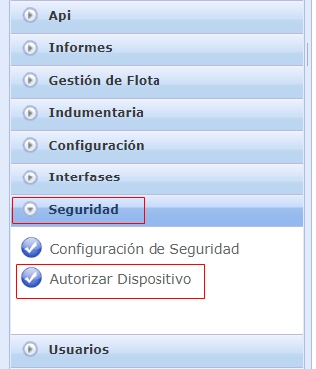 Api
Informes
Gestión de Flota
Indumentaria
Configuración
Interfases
Seguridad
Configuración de Seguridad
Autorizar Dispositivo
Usuarios